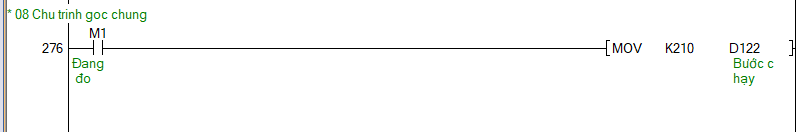 * 08 Chu trinh goc chung
M1
276 MOV K210 D122
Đang Bước c
đo hạy